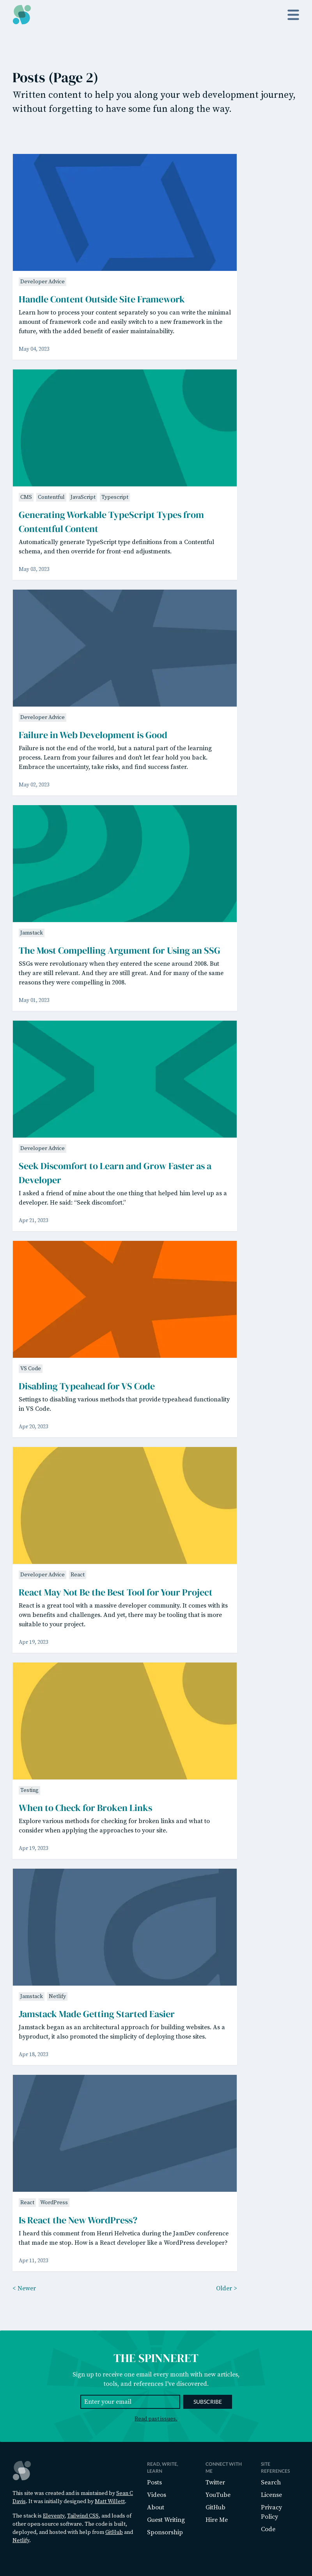 Posts (Page 2)
Written content to help you along your web development journey,
without forgetting to have some fun along the way.
Developer Advice
Handle Content Outside Site Framework
Learn how to process your content separately so you can write the minimal
amount of framework code and easily switch to a new framework in the
future, with the added benefit of easier maintainability.
May 04, 2023
CMS Contentful JavaScript Typescript
Generating Workable TypeScript Types from
Contentful Content
Automatically generate TypeScript type definitions from a Contentful
schema, and then override for front-end adjustments.
May 03, 2023
Developer Advice
Failure in Web Development is Good
Failure is not the end of the world, but a natural part of the learning
process. Learn from your failures and don't let fear hold you back.
Embrace the uncertainty, take risks, and find success faster.
May 02, 2023
Jamstack
The Most Compelling Argument for Using an SSG
SSGs were revolutionary when they entered the scene around 2008. But
they are still relevant. And they are still great. And for many of the same
reasons they were compelling in 2008.
May 01, 2023
Developer Advice
Seek Discomfort to Learn and Grow Faster as a
Developer
I asked a friend of mine about the one thing that helped him level up as a
developer. He said: “Seek discomfort.”
Apr 21, 2023
VS Code
Disabling Typeahead for VS Code
Settings to disabling various methods that provide typeahead functionality
in VS Code.
Apr 20, 2023
Developer Advice React
React May Not Be the Best Tool for Your Project
React is a great tool with a massive developer community. It comes with its
own benefits and challenges. And yet, there may be tooling that is more
suitable to your project.
Apr 19, 2023
Testing
When to Check for Broken Links
Explore various methods for checking for broken links and what to
consider when applying the approaches to your site.
Apr 19, 2023
Jamstack Netlify
Jamstack Made Getting Started Easier
Jamstack began as an architectural approach for building websites. As a
byproduct, it also promoted the simplicity of deploying those sites.
Apr 18, 2023
React WordPress
Is React the New WordPress?
I heard this comment from Henri Helvetica during the JamDev conference
that made me stop. How is a React developer like a WordPress developer?
Apr 11, 2023
< Newer
Older >
THE SPINNERET
Sign up to receive one email every month with new articles,
tools, and references I've discovered.
Enter your email
SUBSCRIBE
Read past issues.
This site was created and is maintained by Sean C
Davis. It was initially designed by Matt Willett.
The stack is Eleventy, Tailwind CSS, and loads of
other open source software. The code is built,
deployed, and hosted with help from GitHub and
Netlify.
READ, WRITE,
LEARN
Posts
Videos
About
Guest Writing
Sponsorship
CONNECT WITH
ME
Twitter
YouTube
GitHub
Hire Me
SITE
REFERENCES
Search
License
Privacy
Policy
Code